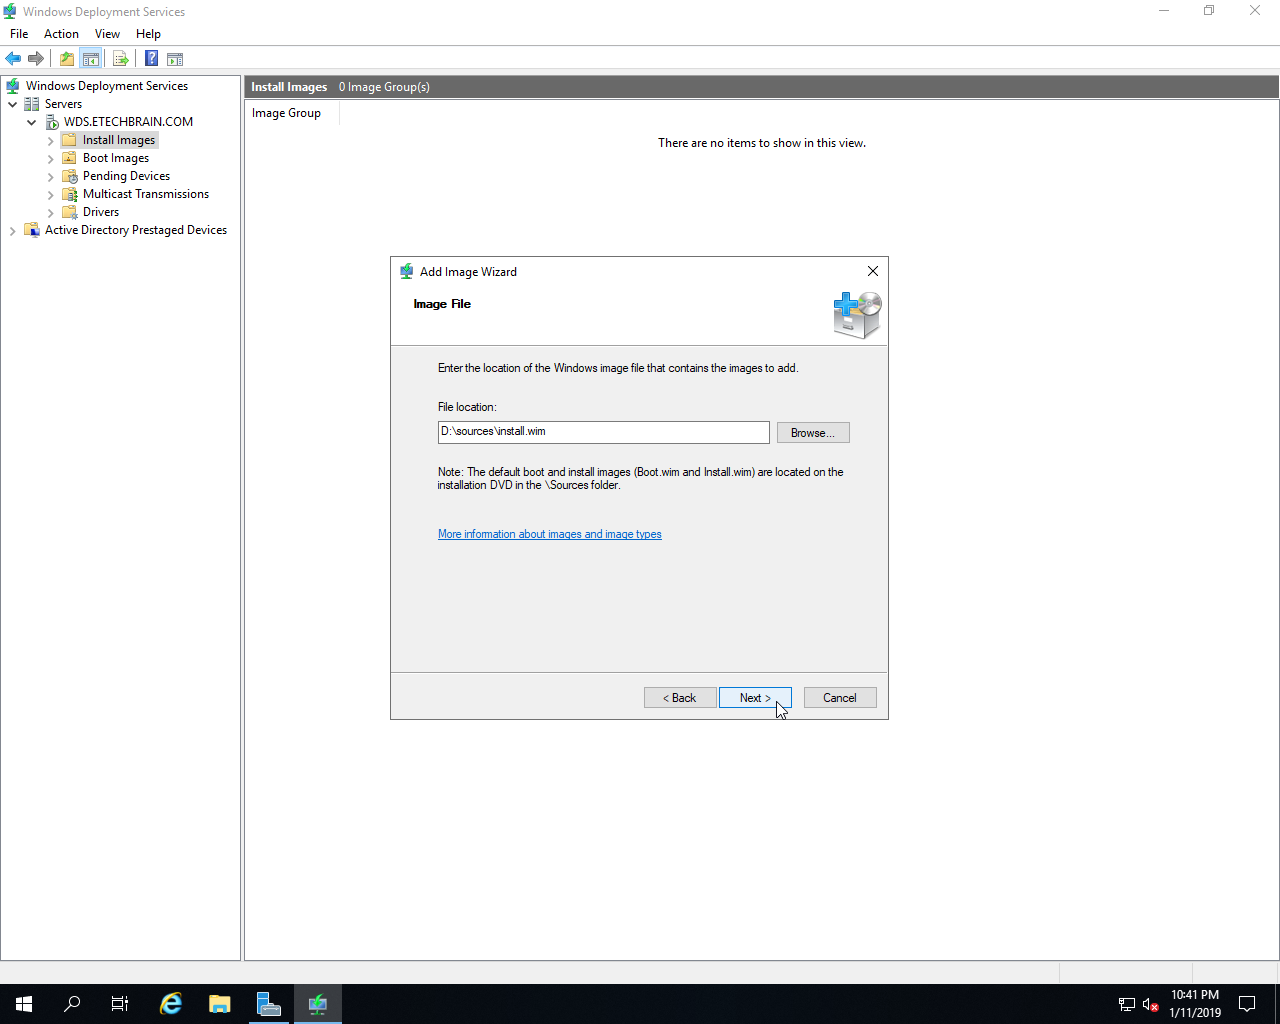 Windows Deployment Services
File Action View Help
Windows Deployment Services
Servers
WDS.ETECHBRAIN.COM
Install Images
Boot Images
Pending Devices
Multicast Transmissions
Drivers
Active Directory Prestaged Devices
Install Images 0 Image Group(s)
Image Group
There are no items to show in this view.
Add Image Wizard
Image File
Enter the location of the Windows image file that contains the images to add.
File location:
D:\sources\install.wim
Browse...
Note: The default boot and install images (Boot.wim and Install.wim) are located on the
installation DVD in the \Sources folder.
More information about images and image types
< Back Next > Cancel
10:41 PM
1/11/2019